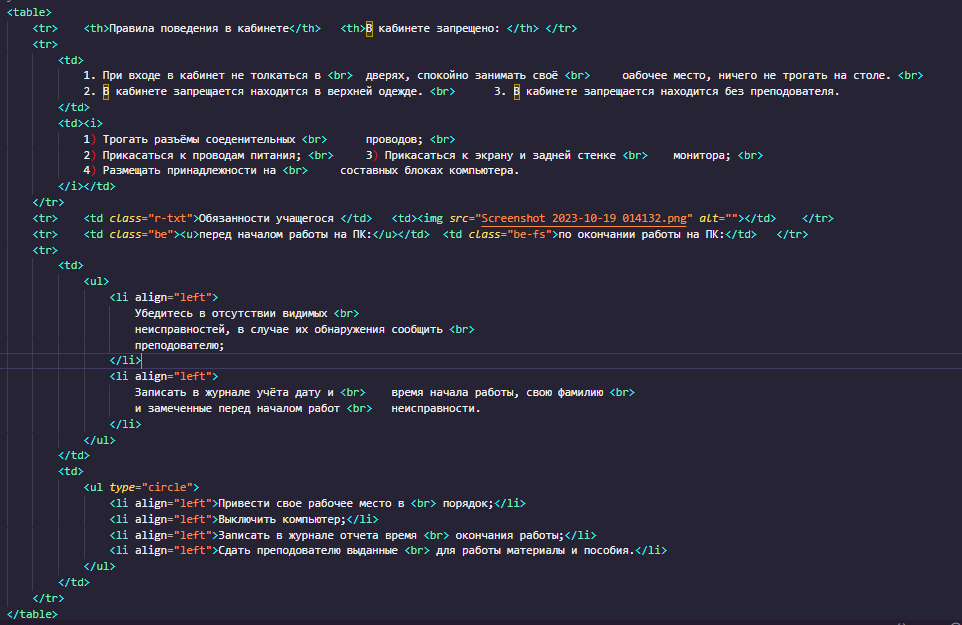 <table>
<tr> <th>Правила поведения в кабинете</th> <th>В кабинете запрещено: </th> </tr>
<tr>
<td>
1. При входе в кабинет не толкаться в <br> дверях, спокойно занимать своё <br> оабочее место, ничего не трогать на столе. <br>
2. В кабинете запрещается находится в верхней одежде. <br> 3. В кабинете запрещается находится без преподователя.
</td>
<td><i>
1) Трогать разъёмы соеденительных <br> проводов; <br>
2) Прикасаться к проводам питания; <br> 3) Прикасаться к экрану и задней стенке <br> монитора; <br>
4) Размещать принадлежности на <br> составных блоках компьютера.
</i></td>
</tr>
<tr> <td class="r-txt">Обязанности учащегося </td> <td><img src="Screenshot 2023-10-19 014132.png" alt=""></td> </tr>
<tr> <td class="be"><u>перед началом работы на ПК:</u></td> <td class="be-fs">по окончании работы на ПК:</td> </tr>
<tr>
<td>
<ul>
<li align="left">
Убедитесь в отсутствии видимых <br>
неисправностей, в случае их обнаружения сообщить <br>
преподователю;
</li>
<li align="left">
Записать в журнале учёта дату и <br> время начала работы, свою фамилию <br>
и замеченные перед началом работ <br> неисправности.
</li>
</ul>
</td>
<td>
<ul type="circle">
<li align="left">Привести свое рабочее место в <br> порядок;</li>
<li align="left">Выключить компьютер;</li>
<li align="left">Записать в журнале отчета время <br> окончания работы;</li>
<li align="left">Сдать преподователю выданные <br> для работы материалы и пособия.</li>
</ul>
</td>
</tr>
</table>